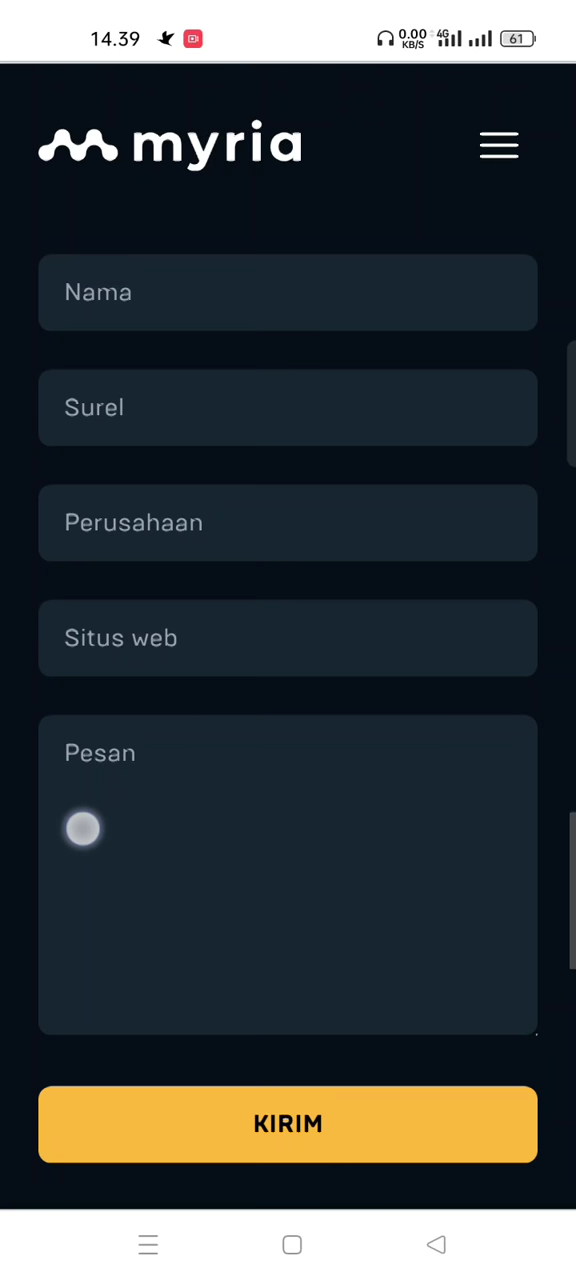 14.39
0.00
KB/S
4G
61
myria
Nama
Surel
Perusahaan
Situs web
Pesan
KIRIM